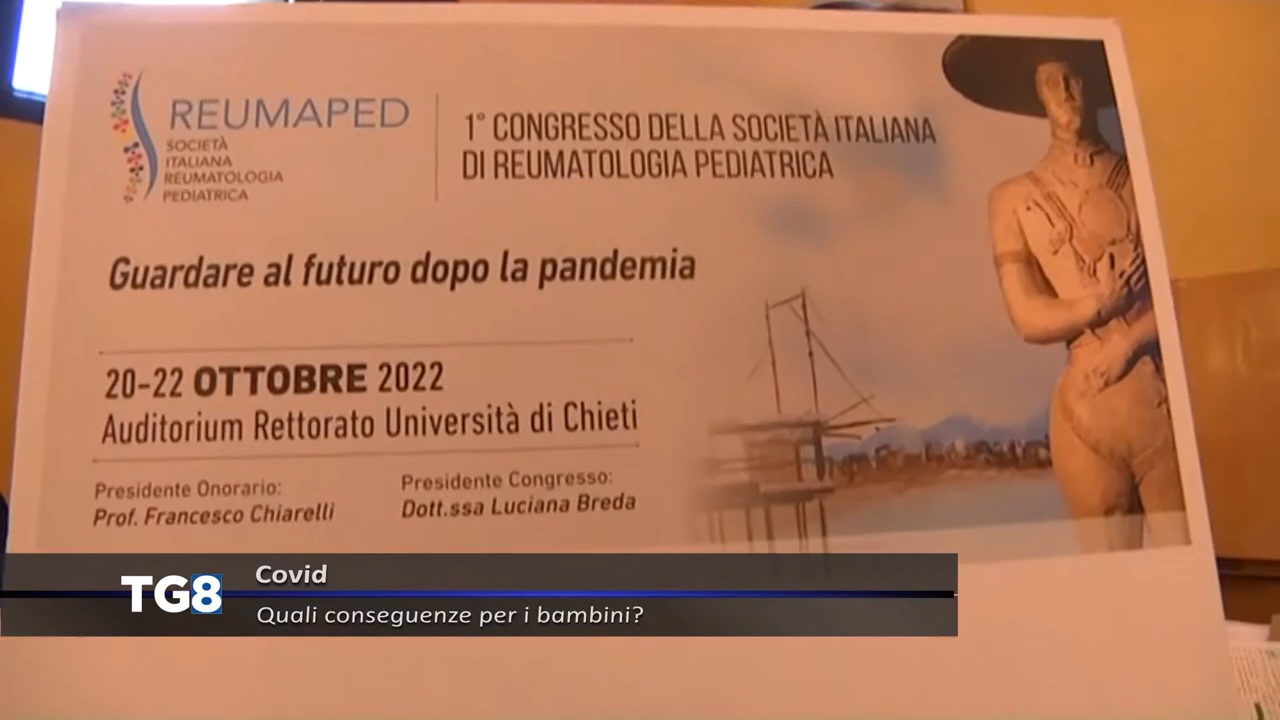 REUMAPED
SOCIETÀ
ITALIANA
REUMATOLOGIA
PEDIATRICA
1° CONGRESSO DELLA SOCIETÀ ITALIANA
DI REUMATOLOGIA PEDIATRICA
Guardare al futuro dopo la pandemia
20-22 OTTOBRE 2022
Auditorium Rettorato Università di Chieti
Presidente Onorario:
Prof. Francesco Chiarelli
Presidente Congresso:
Dott.ssa Luciana Breda
TG8
Covid
Quali conseguenze per i bambini?